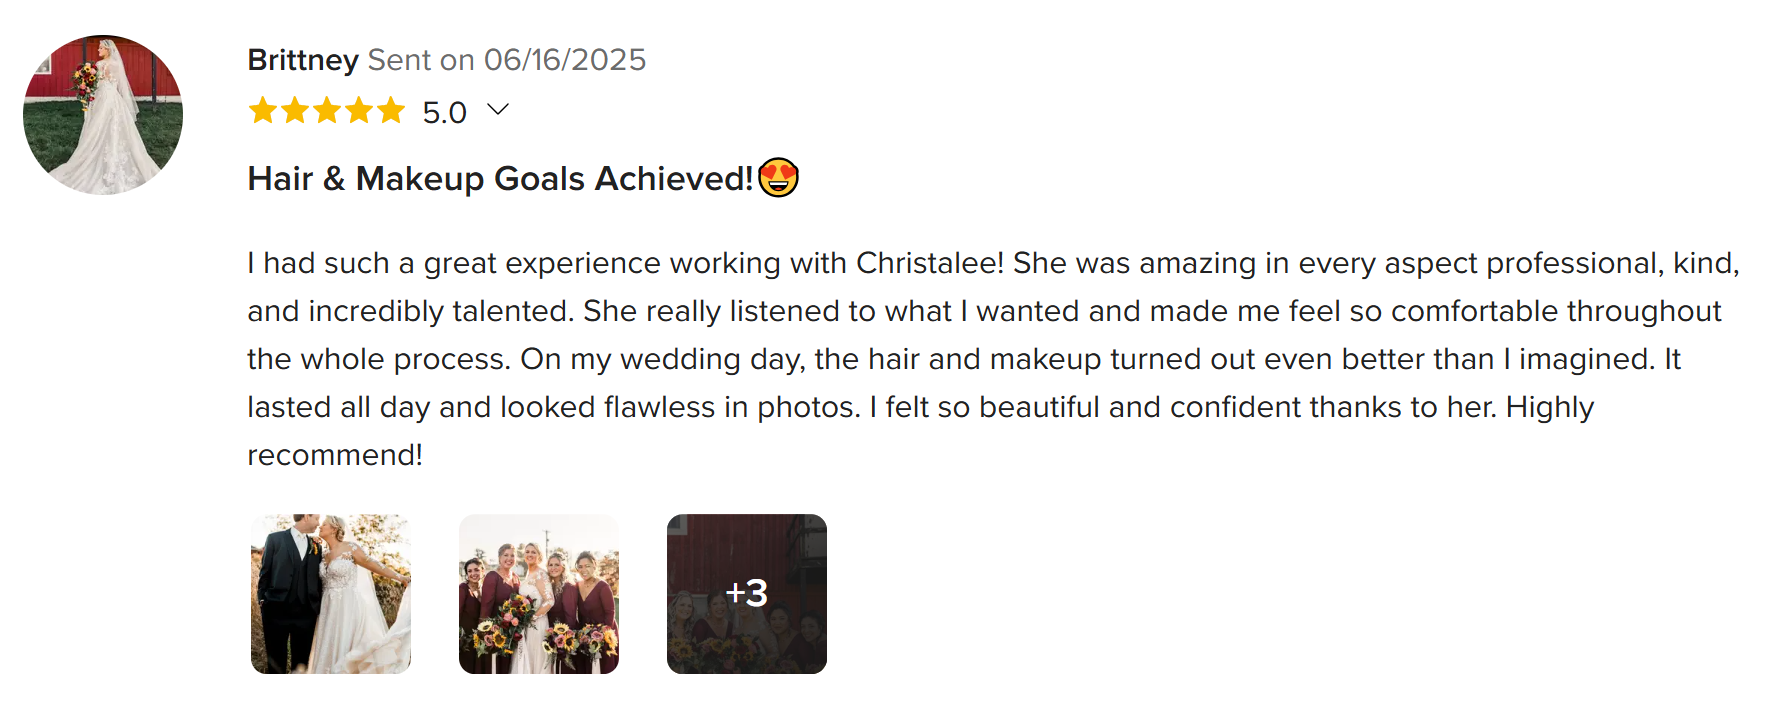 Brittney Sent on 06/16/2025
5.0
Hair & Makeup Goals Achieved!😍
I had such a great experience working with Christalee! She was amazing in every aspect professional, kind,
and incredibly talented. She really listened to what I wanted and made me feel so comfortable throughout
the whole process. On my wedding day, the hair and makeup turned out even better than I imagined. It
lasted all day and looked flawless in photos. I felt so beautiful and confident thanks to her. Highly
recommend!
+3